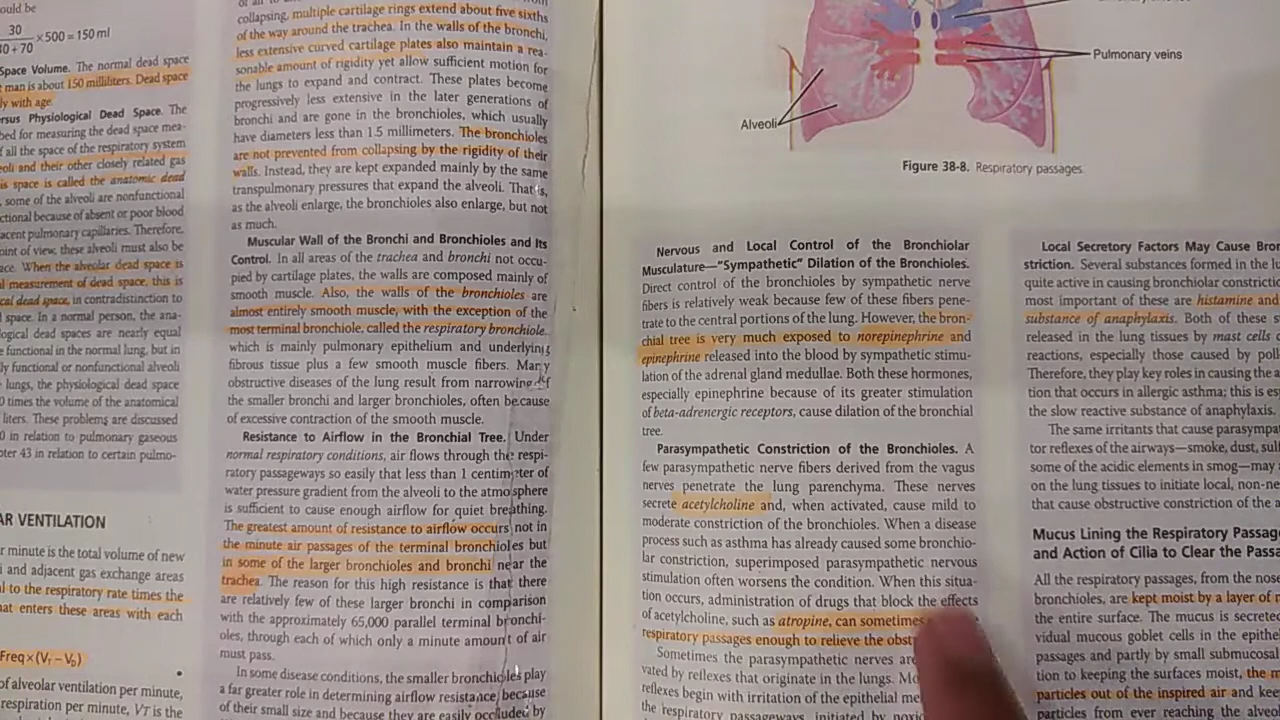 ould be
30
30+70
×500=150 ml
Space Volume. The normal dead space
man is about 150 milliliters. Dead space
ly with age.
ersus Physiological Dead Space. The
bed for measuring the dead space mea-
f all the space of the respiratory system
eoli and their other closely related gas
is space is called the anatomic dead
, some of the alveoli are nonfunctional
ctional because of absent or poor blood
acent pulmonary capillaries. Therefore,
oint of view, these alveoli must also be
ace. When the alveolar dead space is
l measurement of dead space, this is
cal dead space, in contradistinction to
l space. In a normal person, the ana-
logical dead spaces are nearly equal
e functional in the normal lung, but in
ly functional or nonfunctional alveoli
lungs, the physiological dead space
0 times the volume of the anatomical
liters. These problems are discussed
0 in relation to pulmonary gaseous
pter 43 in relation to certain pulmo-
AR VENTILATION
r minute is the total volume of new
i and adjacent gas exchange areas
l to the respiratory rate times the
hat enters these areas with each
Freq×(VT−VD)
of alveolar ventilation per minute,
respiration per minute, VT is the
collapsing, multiple cartilage rings extend about five sixths
of the way around the trachea. In the walls of the bronchi,
less extensive curved cartilage plates also maintain a rea-
sonable amount of rigidity yet allow sufficient motion for
the lungs to expand and contract. These plates become
progressively less extensive in the later generations of
bronchi and are gone in the bronchioles, which usually
have diameters less than 1.5 millimeters. The bronchioles
are not prevented from collapsing by the rigidity of their
walls. Instead, they are kept expanded mainly by the same
transpulmonary pressures that expand the alveoli. That is,
as the alveoli enlarge, the bronchioles also enlarge, but not
as much.
Muscular Wall of the Bronchi and Bronchioles and Its
Control. In all areas of the trachea and bronchi not occu-
pied by cartilage plates, the walls are composed mainly of
smooth muscle. Also, the walls of the bronchioles are
almost entirely smooth muscle, with the exception of the
most terminal bronchiole, called the respiratory bronchiole,
which is mainly pulmonary epithelium and underlying
fibrous tissue plus a few smooth muscle fibers. Many
obstructive diseases of the lung result from narrowing of
the smaller bronchi and larger bronchioles, often because
of excessive contraction of the smooth muscle.
Resistance to Airflow in the Bronchial Tree. Under
normal respiratory conditions, air flows through the respi-
ratory passageways so easily that less than 1 centimeter of
water pressure gradient from the alveoli to the atmosphere
is sufficient to cause enough airflow for quiet breathing.
The greatest amount of resistance to airflow occurs not in
the minute air passages of the terminal bronchioles but
in some of the larger bronchioles and bronchi near the
trachea. The reason for this high resistance is that there
are relatively few of these larger bronchi in comparison
with the approximately 65,000 parallel terminal bronchi-
oles, through each of which only a minute amount of air
must pass.
In some disease conditions, the smaller bronchioles play
a far greater role in determining airflow resistance because
of their small size and because they are easily occluded by
Pulmonary veins
Alveoli
Figure 38-8. Respiratory passages.
Nervous and Local Control of the Bronchiolar
Musculature—“Sympathetic” Dilation of the Bronchioles.
Direct control of the bronchioles by sympathetic nerve
fibers is relatively weak because few of these fibers pene-
trate to the central portions of the lung. However, the bron-
chial tree is very much exposed to norepinephrine and
epinephrine released into the blood by sympathetic stimu-
lation of the adrenal gland medullae. Both these hormones,
especially epinephrine because of its greater stimulation
of beta-adrenergic receptors, cause dilation of the bronchial
tree.
Parasympathetic Constriction of the Bronchioles. A
few parasympathetic nerve fibers derived from the vagus
nerves penetrate the lung parenchyma. These nerves
secrete acetylcholine and, when activated, cause mild to
moderate constriction of the bronchioles. When a disease
process such as asthma has already caused some bronchio-
lar constriction, superimposed parasympathetic nervous
stimulation often worsens the condition. When this situa-
tion occurs, administration of drugs that block the effects
of acetylcholine, such as atropine, can sometimes
respiratory passages enough to relieve the obst
Sometimes the parasympathetic nerves are
vated by reflexes that originate in the lungs. Mo
reflexes begin with irritation of the epithelial me
the respiratory passageways, initiated by noxio
Local Secretory Factors May Cause Bron
striction. Several substances formed in the lu
quite active in causing bronchiolar constricti
most important of these are histamine and
substance of anaphylaxis. Both of these s
released in the lung tissues by mast cells d
reactions, especially those caused by poll
Therefore, they play key roles in causing the a
tion that occurs in allergic asthma; this is es
the slow reactive substance of anaphylaxis.
The same irritants that cause parasympa
tor reflexes of the airways—smoke, dust, sulf
some of the acidic elements in smog—may
on the lung tissues to initiate local, non-ne
that cause obstructive constriction of the a
Mucus Lining the Respiratory Passag
and Action of Cilia to Clear the Passa
All the respiratory passages, from the nose
bronchioles, are kept moist by a layer of m
the entire surface. The mucus is secreted
vidual mucous goblet cells in the epithe
passages and partly by small submucosal
tion to keeping the surfaces moist, the m
particles out of the inspired air and kee
particles from ever reaching the alveo